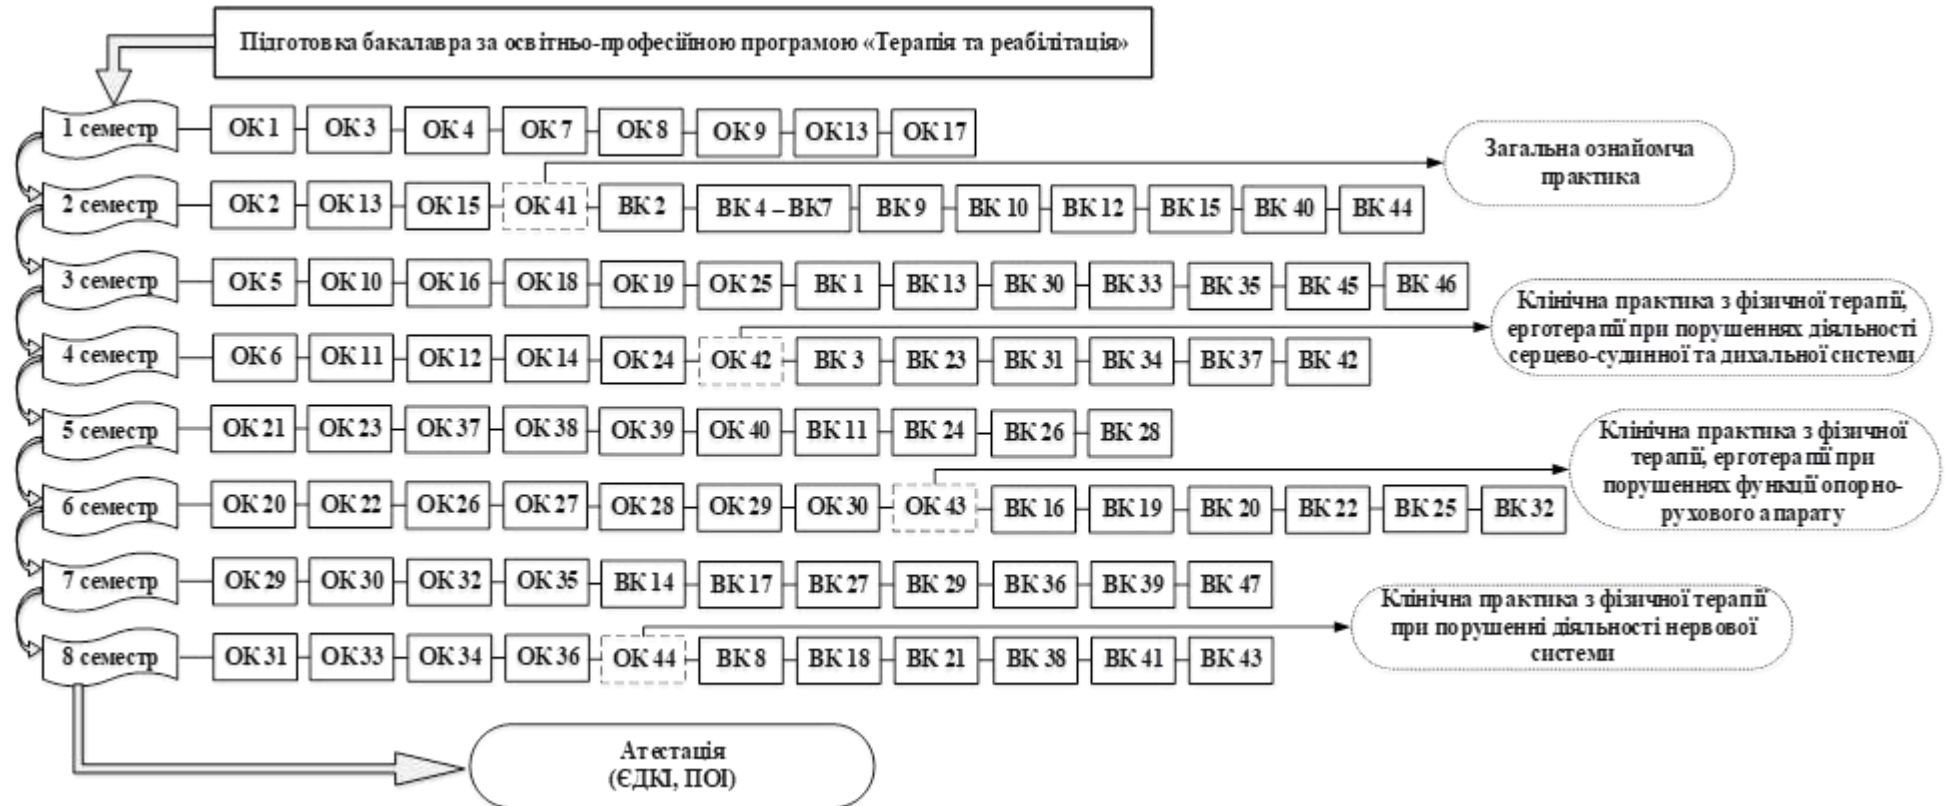 Підготовка бакалавра за освітньо-професійною програмою «Терапія та реабілітація»
1 семестр ОК 1 ОК 3 ОК 4 ОК 7 ОК 8 ОК 9 ОК 13 ОК 17
Загальна ознайомча
практика
2 семестр ОК 2 ОК 13 ОК 15 ОК 41 ВК 2 ВК 4 – ВК7 ВК 9 ВК 10 ВК 12 ВК 15 ВК 40 ВК 44
3 семестр ОК 5 ОК 10 ОК 16 ОК 18 ОК 19 ОК 25 ВК 1 ВК 13 ВК 30 ВК 33 ВК 35 ВК 45 ВК 46
Клінічна практика з фізичної терапії,
ерготерапії при порушеннях діяльності
серцево-судинної та дихальної системи
4 семестр ОК 6 ОК 11 ОК 12 ОК 14 ОК 24 ОК 42 ВК 3 ВК 23 ВК 31 ВК 34 ВК 37 ВК 42
5 семестр ОК 21 ОК 23 ОК 37 ОК 38 ОК 39 ОК 40 ВК 11 ВК 24 ВК 26 ВК 28
Клінічна практика з фізичної
терапії, ерготерапії при
порушеннях функції опорно-
рухового апарату
6 семестр ОК 20 ОК 22 ОК 26 ОК 27 ОК 28 ОК 29 ОК 30 ОК 43 ВК 16 ВК 19 ВК 20 ВК 22 ВК 25 ВК 32
7 семестр ОК 29 ОК 30 ОК 32 ОК 35 ВК 14 ВК 17 ВК 27 ВК 29 ВК 36 ВК 39 ВК 47
Клінічна практика з фізичної терапії
при порушенні діяльності нервової
системи
8 семестр ОК 31 ОК 33 ОК 34 ОК 36 ОК 44 ВК 8 ВК 18 ВК 21 ВК 38 ВК 41 ВК 43
Атестація
(ЄДКІ, ПОІ)